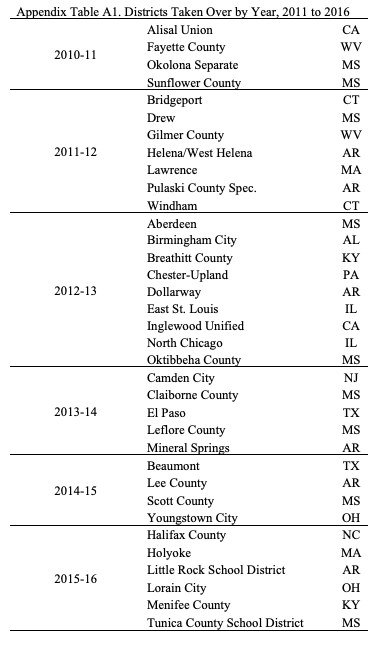 Appendix Table A1. Districts Taken Over by Year, 2011 to 2016
2010-11
Alisal Union CA
Fayette County WV
Okolona Separate MS
Sunflower County MS
2011-12
Bridgeport CT
Drew MS
Gilmer County WV
Helena/West Helena AR
Lawrence MA
Pulaski County Spec. AR
Windham CT
2012-13
Aberdeen MS
Birmingham City AL
Breathitt County KY
Chester-Upland PA
Dollarway AR
East St. Louis IL
Inglewood Unified CA
North Chicago IL
Oktibbeha County MS
2013-14
Camden City NJ
Claiborne County MS
El Paso TX
Leflore County MS
Mineral Springs AR
2014-15
Beaumont TX
Lee County AR
Scott County MS
Youngstown City OH
2015-16
Halifax County NC
Holyoke MA
Little Rock School District AR
Lorain City OH
Menifee County KY
Tunica County School District MS